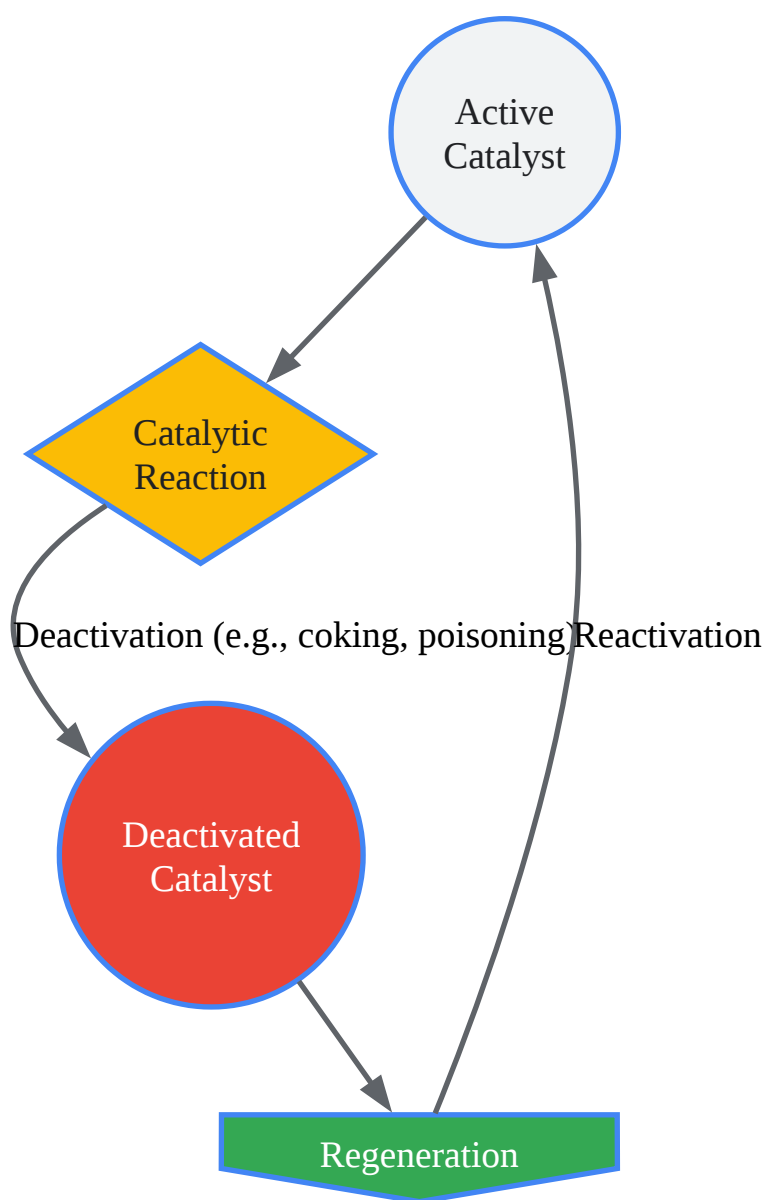 Active
Catalyst
Catalytic
Reaction
Deactivation (e.g., coking, poisoning)
Reactivation
Deactivated
Catalyst
Regeneration